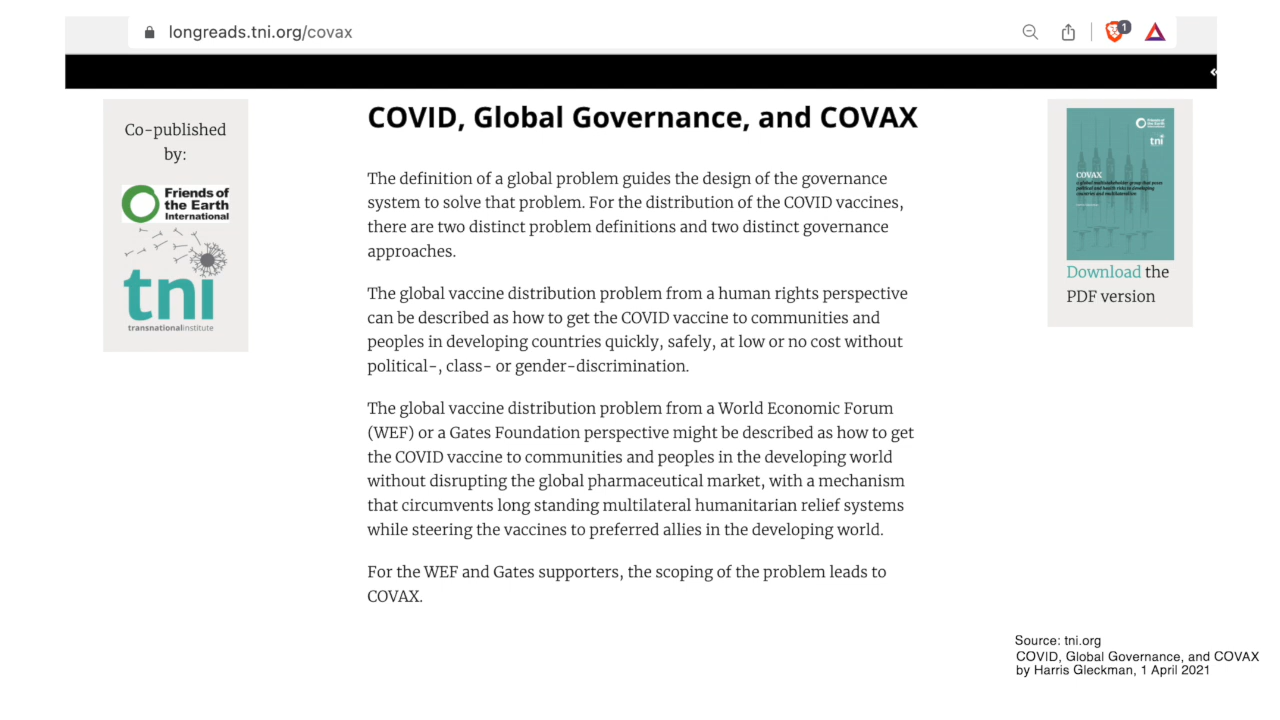 longreads.tni.org/covax
1
«
Co-published
by:
Friends of
the Earth
International
tni
transnationalinstitute
COVID, Global Governance, and COVAX
The definition of a global problem guides the design of the governance
system to solve that problem. For the distribution of the COVID vaccines,
there are two distinct problem definitions and two distinct governance
approaches.
The global vaccine distribution problem from a human rights perspective
can be described as how to get the COVID vaccine to communities and
peoples in developing countries quickly, safely, at low or no cost without
political-, class- or gender-discrimination.
The global vaccine distribution problem from a World Economic Forum
(WEF) or a Gates Foundation perspective might be described as how to get
the COVID vaccine to communities and peoples in the developing world
without disrupting the global pharmaceutical market, with a mechanism
that circumvents long standing multilateral humanitarian relief systems
while steering the vaccines to preferred allies in the developing world.
For the WEF and Gates supporters, the scoping of the problem leads to
COVAX.
Friends of
the Earth
International
tni
COVAX
A global multistakeholder group that poses
political and health risks to developing
countries and multilateralism
Download the
PDF version
Source: tni.org
COVID, Global Governance, and COVAX
by Harris Gleckman, 1 April 2021